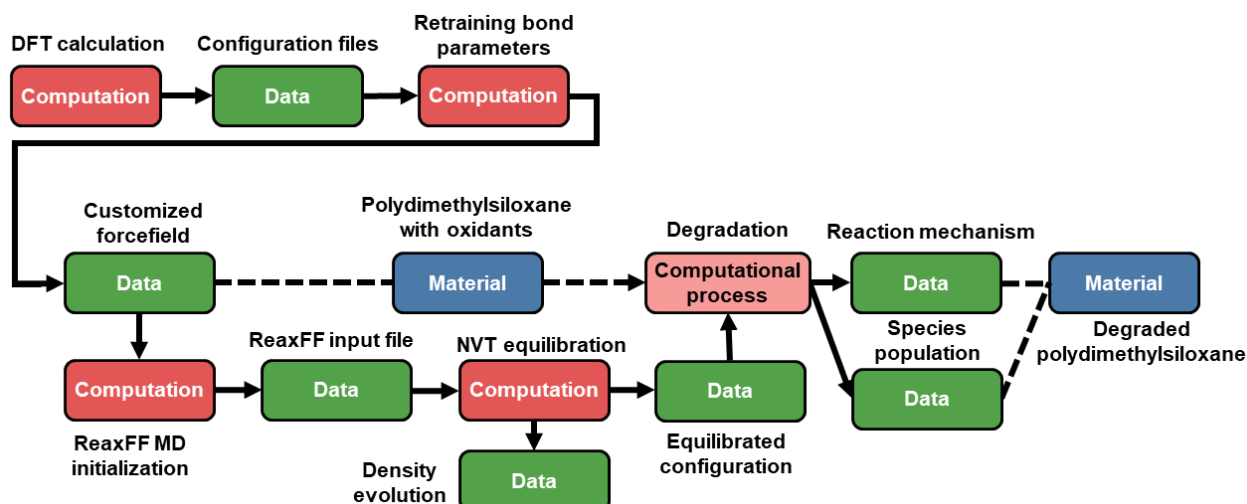 Retraining bond
parameters
DFT calculation
Configuration files
Computation
Data
Computation
Customized
forcefield
Polydimethylsiloxane
with oxidants
Degradation
Reaction mechanism
Data
Material
Computational
process
Data
Material
Species
population
Degraded
polydimethylsiloxane
ReaxFF input file
NVT equilibration
Computation
Data
Computation
Data
Data
ReaxFF MD
initialization
Density
evolution
Data
Equilibrated
configuration